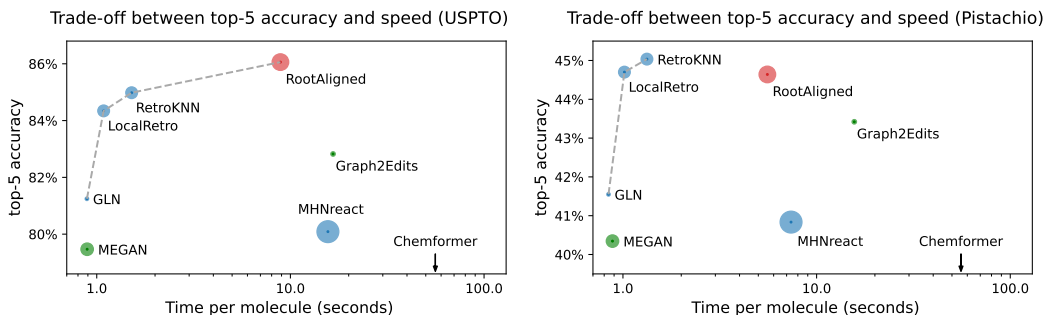 Trade-off between top-5 accuracy and speed (USPTO)
top-5 accuracy
86%
84%
82%
80%
RootAligned
RetroKNN
LocalRetro
Graph2Edits
GLN
MHNreact
Chemformer
MEGAN
1.0
10.0
100.0
Time per molecule (seconds)
Trade-off between top-5 accuracy and speed (Pistachio)
top-5 accuracy
45%
44%
43%
42%
41%
40%
RetroKNN
LocalRetro
RootAligned
Graph2Edits
GLN
MEGAN
MHNreact
Chemformer
1.0
10.0
100.0
Time per molecule (seconds)